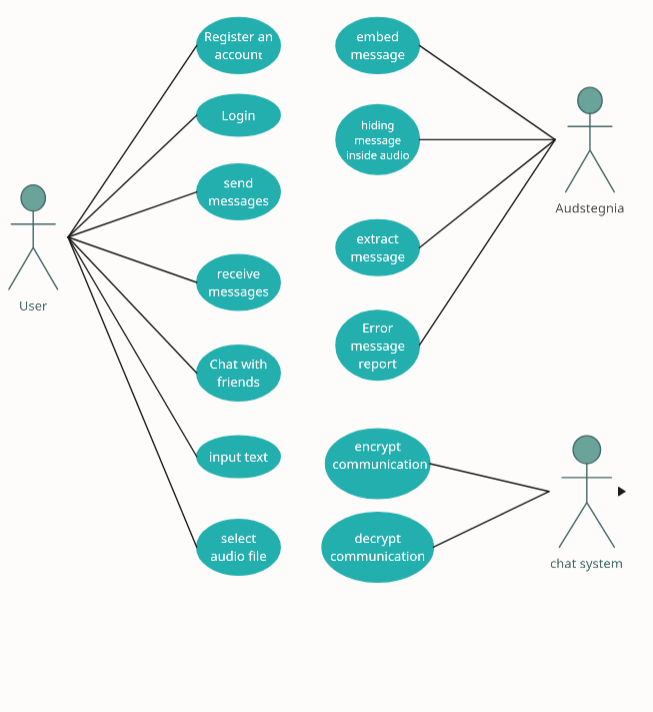 Register an
account
Login
send
messages
receive
messages
Chat with
friends
input text
select
audio file
User
embed
message
hiding
message
inside audio
extract
message
Error
message
report
Audstegnia
encrypt
communication
decrypt
communication
chat system